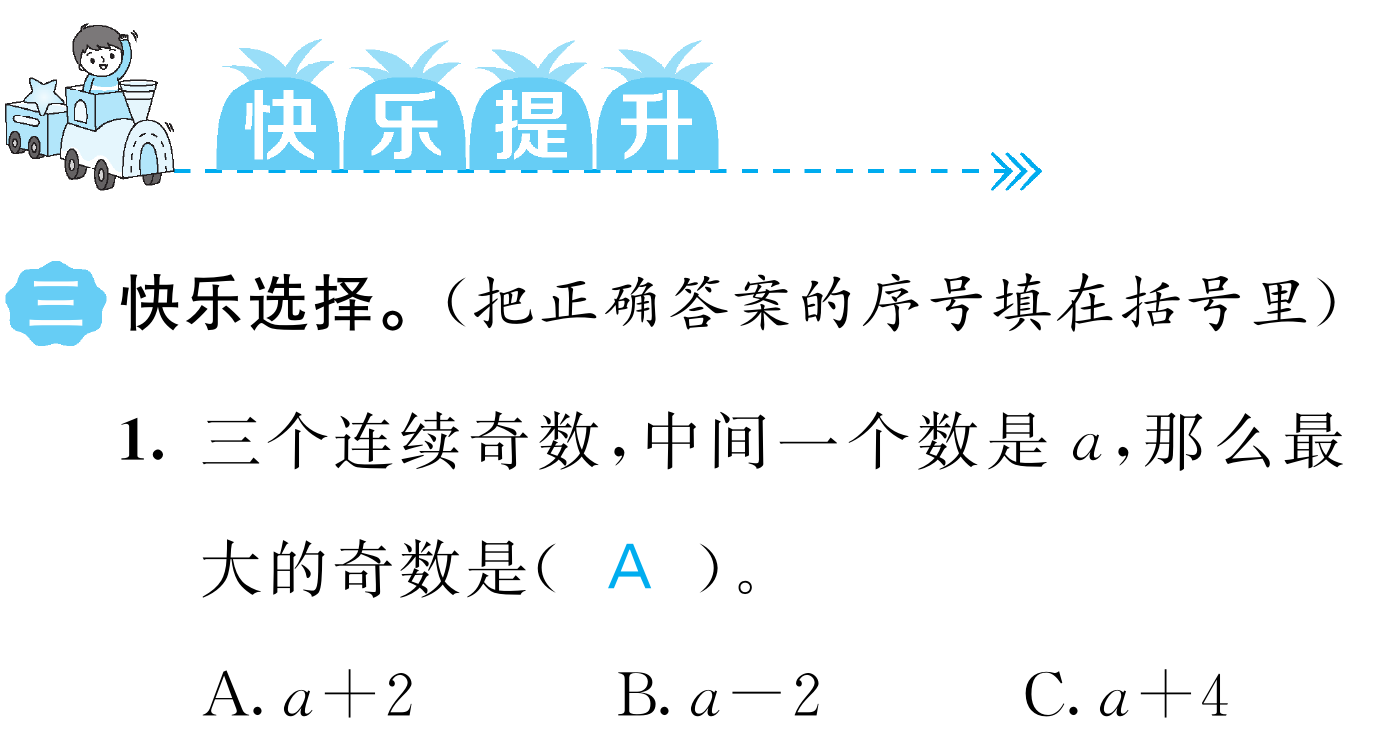 快乐提升
三 快乐选择。(把正确答案的序号填在括号里)
1. 三个连续奇数,中间一个数是 a,那么最
大的奇数是( A )。
A. a+2 B. a-2 C. a+4